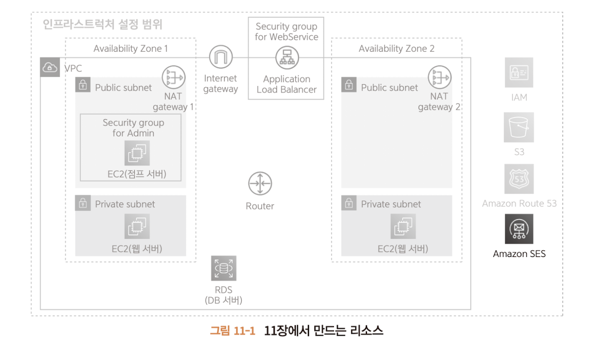 인프라스트럭처 설정 범위
Security group
for WebService
Availability Zone 1
Availability Zone 2
VPC
Internet
gateway
Application
Load Balancer
Public subnet
NAT
gateway 1
Public subnet
NAT
gateway 2
IAM
Security group
for Admin
EC2(점프 서버)
S3
Router
Private subnet
EC2(웹 서버)
Private subnet
EC2(웹 서버)
Amazon Route 53
Amazon SES
RDS
(DB 서버)
그림 11-1 11장에서 만드는 리소스